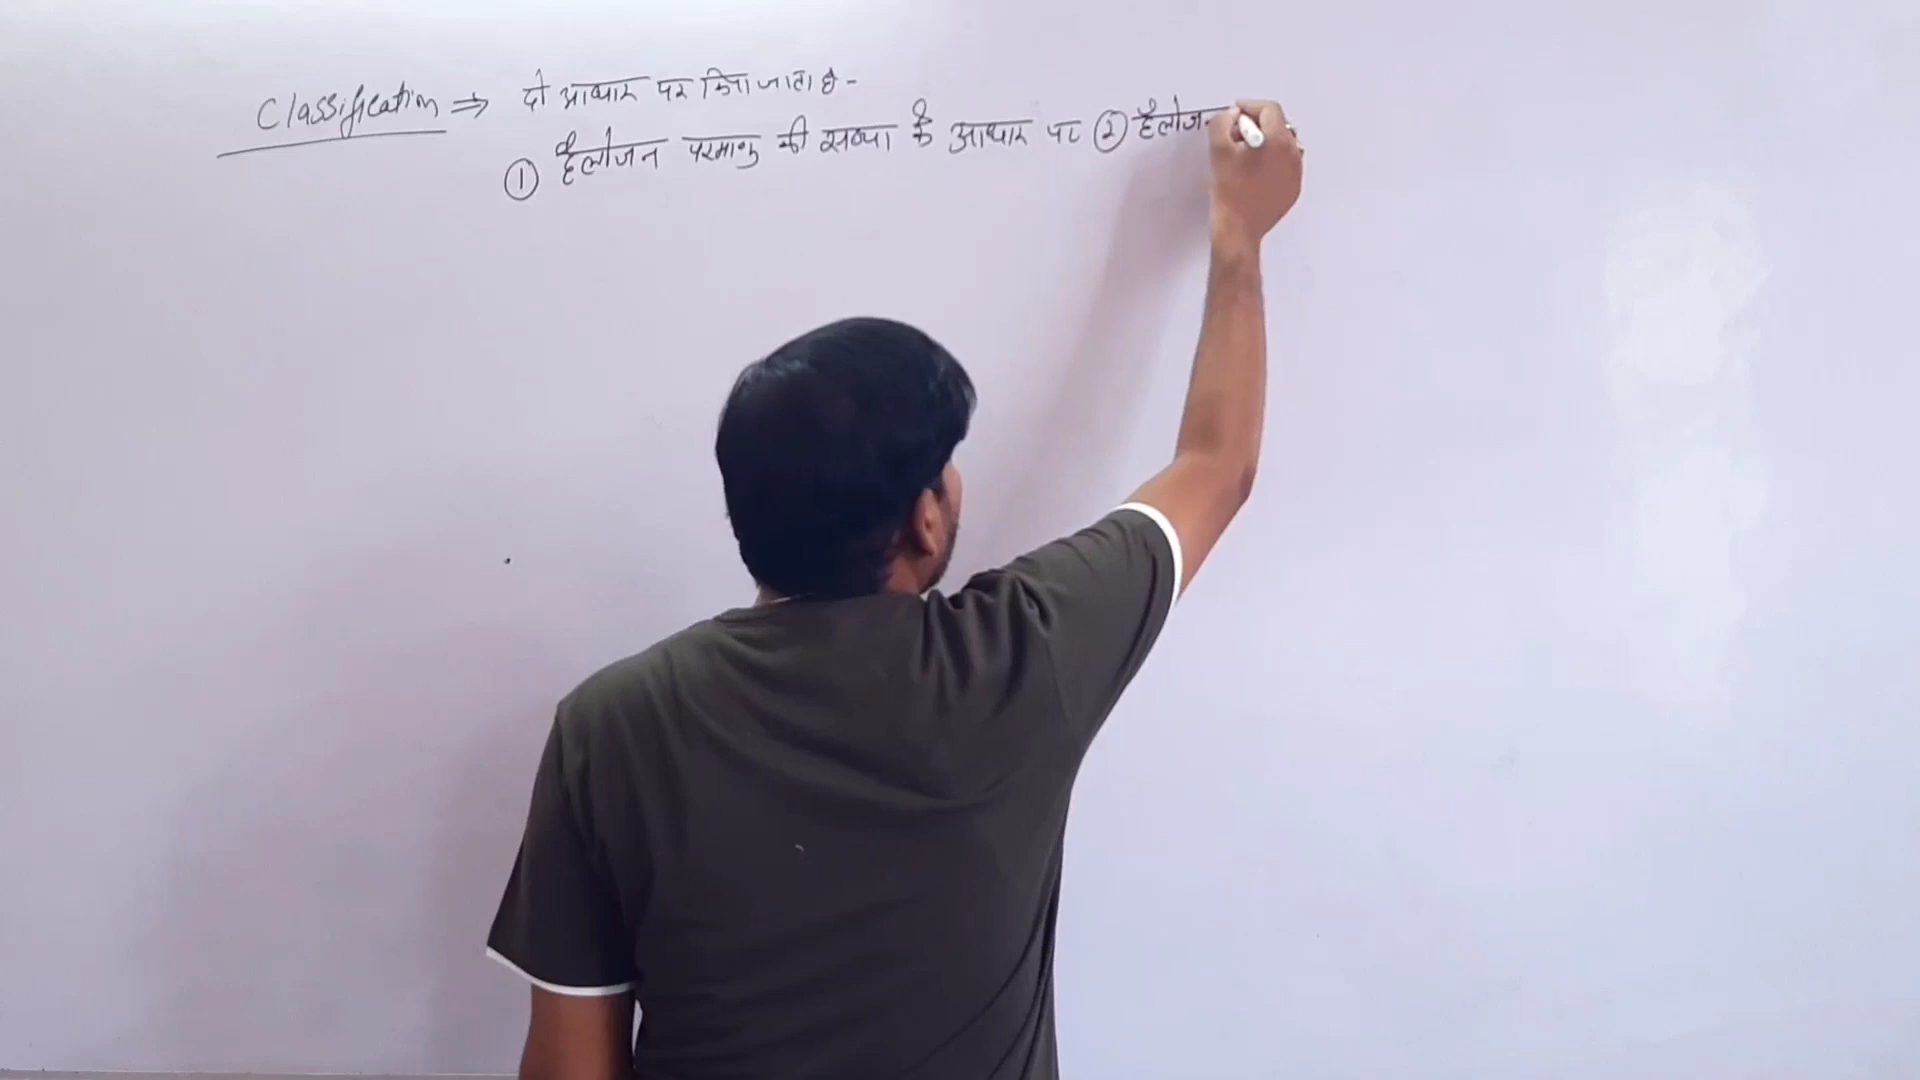 Classification ⇒ दो आधार पर किया जाता है -
① हैलोजन परमाणु की संख्या के आधार पर ② हैलोजन